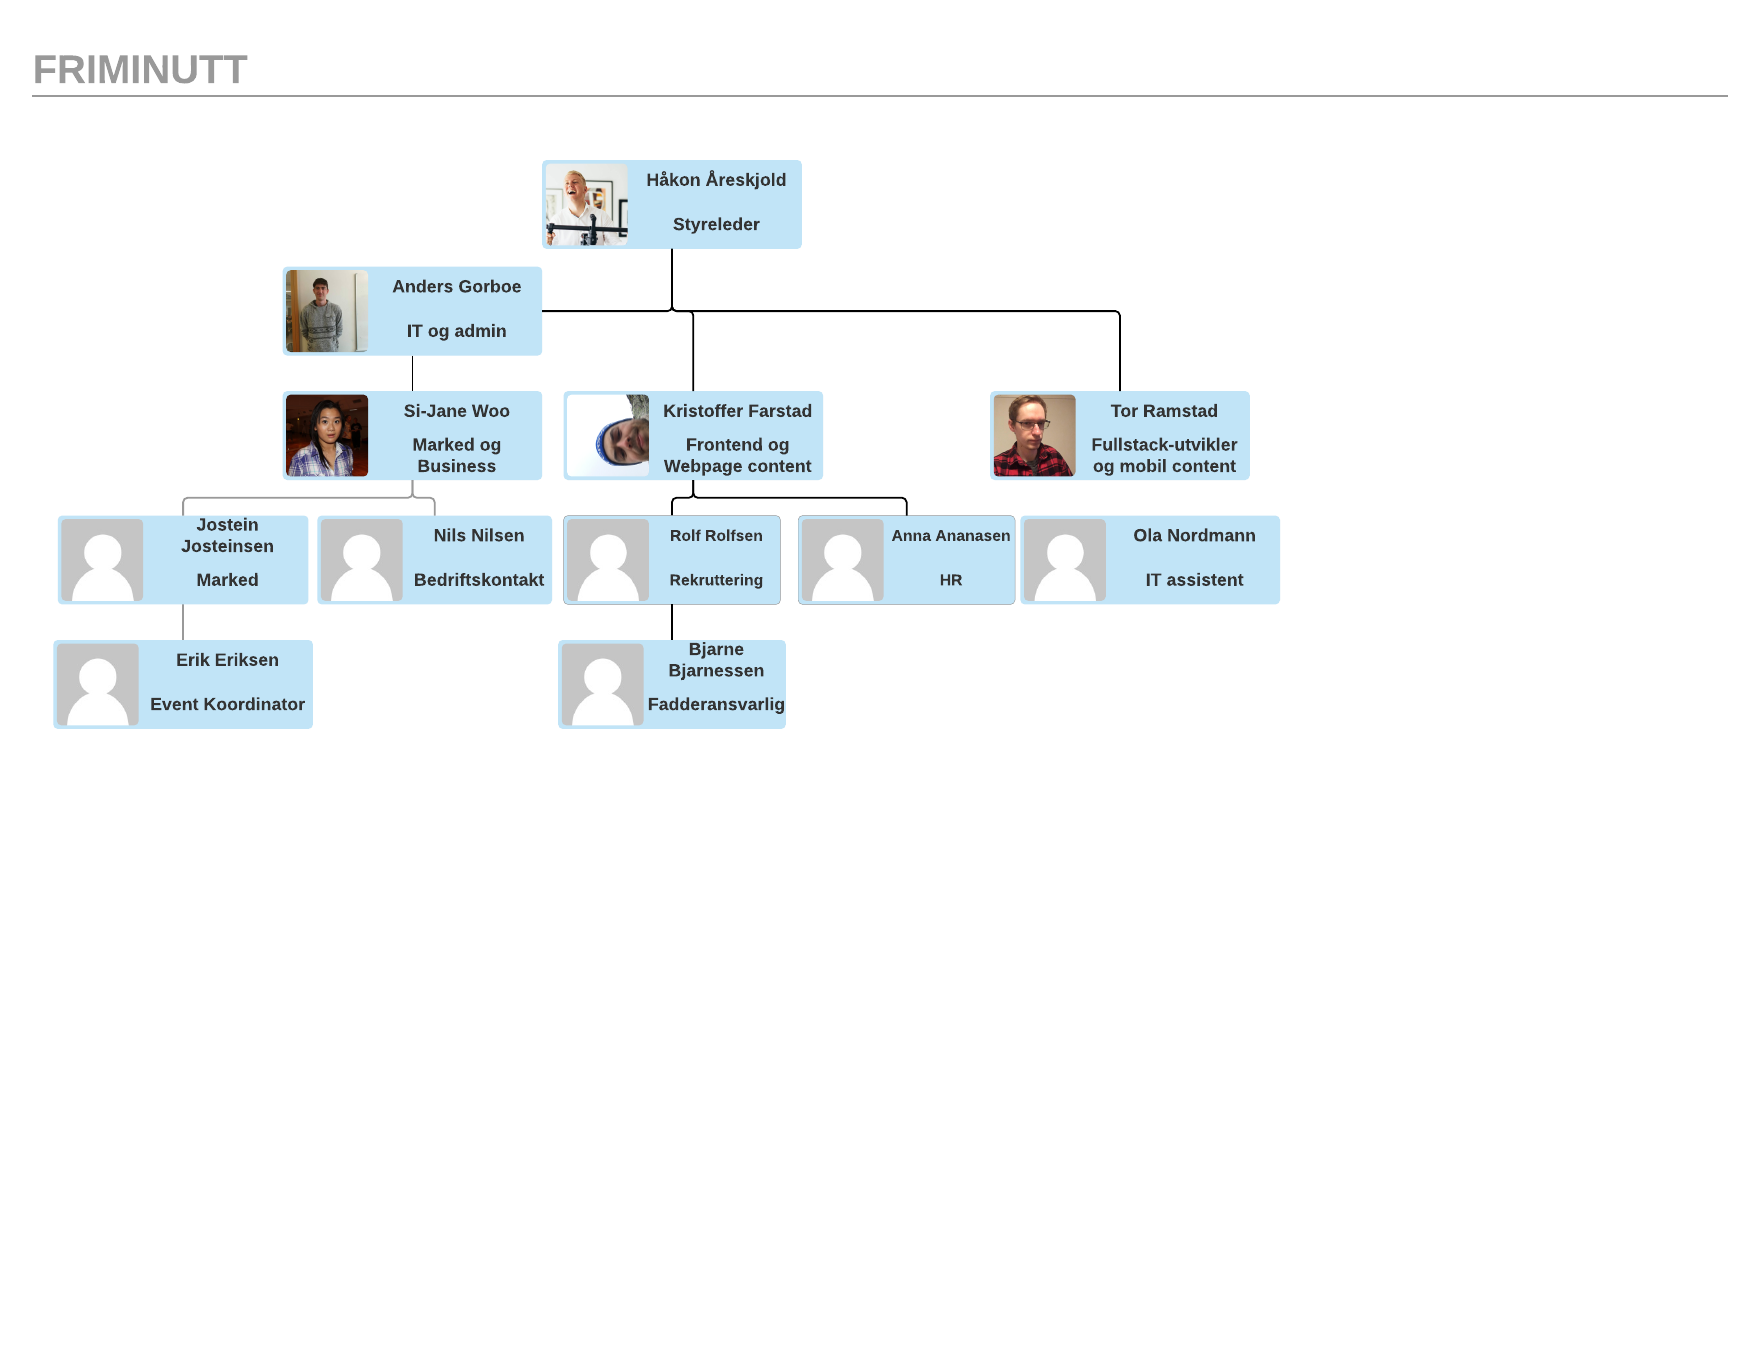 FRIMINUTT
Håkon Åreskjold
Styreleder
Anders Gorboe
IT og admin
Si-Jane Woo
Marked og
Business
Kristoffer Farstad
Frontend og
Webpage content
Tor Ramstad
Fullstack-utvikler
og mobil content
Jostein
Josteinsen
Marked
Nils Nilsen
Bedriftskontakt
Rolf Rolfsen
Rekruttering
Anna Ananasen
HR
Ola Nordmann
IT assistent
Erik Eriksen
Event Koordinator
Bjarne
Bjarnessen
Fadderansvarlig